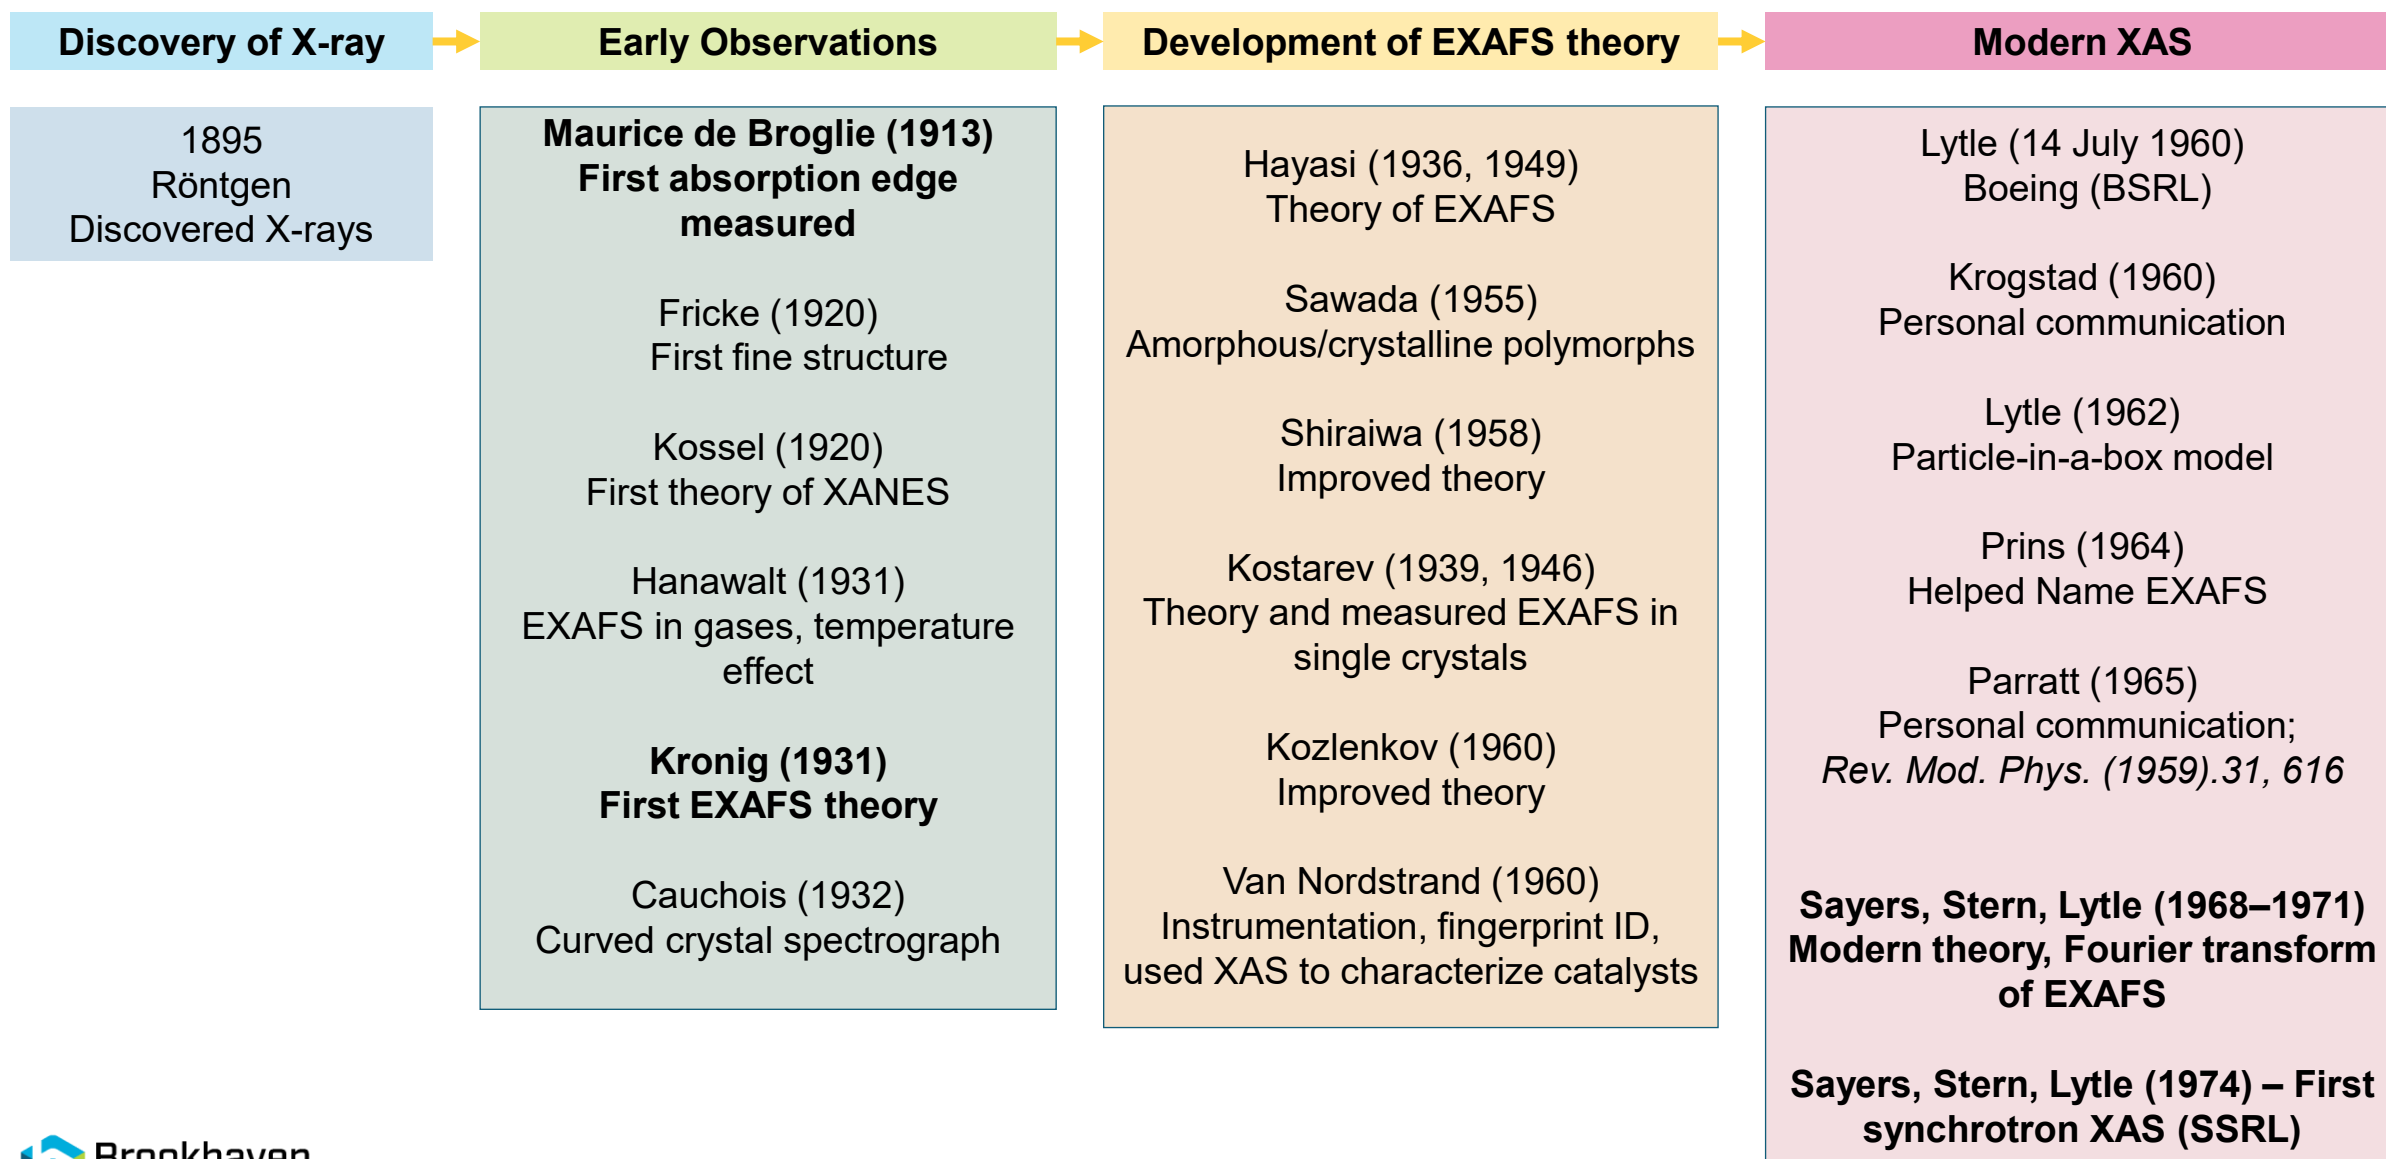 Discovery of X-ray
Early Observations
Development of EXAFS theory
Modern XAS
1895
Röntgen
Discovered X-rays
Maurice de Broglie (1913)
First absorption edge
measured
Fricke (1920)
First fine structure
Kossel (1920)
First theory of XANES
Hanawalt (1931)
EXAFS in gases, temperature
effect
Kronig (1931)
First EXAFS theory
Cauchois (1932)
Curved crystal spectrograph
Hayasi (1936, 1949)
Theory of EXAFS
Sawada (1955)
Amorphous/crystalline polymorphs
Shiraiwa (1958)
Improved theory
Kostarev (1939, 1946)
Theory and measured EXAFS in
single crystals
Kozlenkov (1960)
Improved theory
Van Nordstrand (1960)
Instrumentation, fingerprint ID,
used XAS to characterize catalysts
Lytle (14 July 1960)
Boeing (BSRL)
Krogstad (1960)
Personal communication
Lytle (1962)
Particle-in-a-box model
Prins (1964)
Helped Name EXAFS
Parratt (1965)
Personal communication;
Rev. Mod. Phys. (1959).31, 616
Sayers, Stern, Lytle (1968–1971)
Modern theory, Fourier transform
of EXAFS
Sayers, Stern, Lytle (1974) – First
synchrotron XAS (SSRL)
Brookhaven